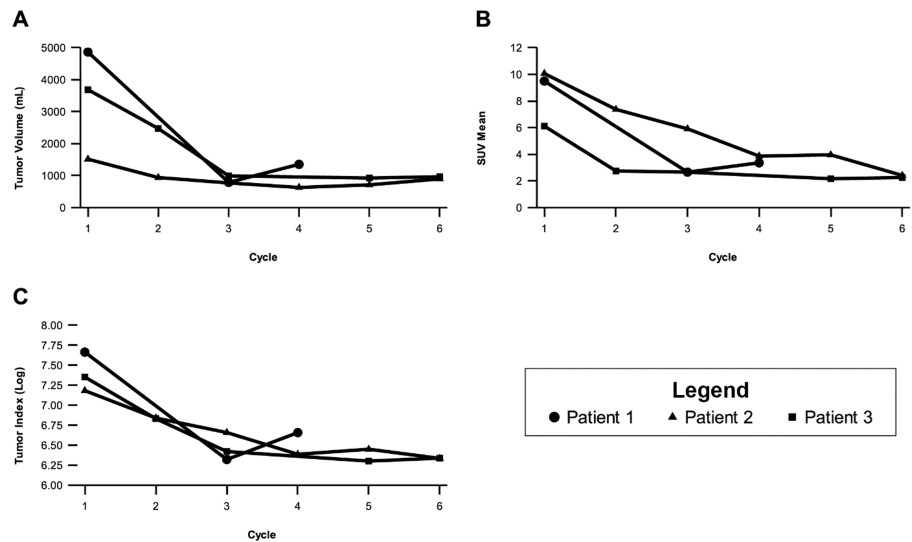 A
Tumor Volume (mL)
5000
4000
3000
2000
1000
0
1 2 3 4 5 6
Cycle
B
SUV Mean
12
10
8
6
4
2
0
1 2 3 4 5 6
Cycle
C
Tumor Index (Log)
8.00
7.75
7.50
7.25
7.00
6.75
6.50
6.25
6.00
1 2 3 4 5 6
Cycle
Legend
Patient 1 Patient 2 Patient 3